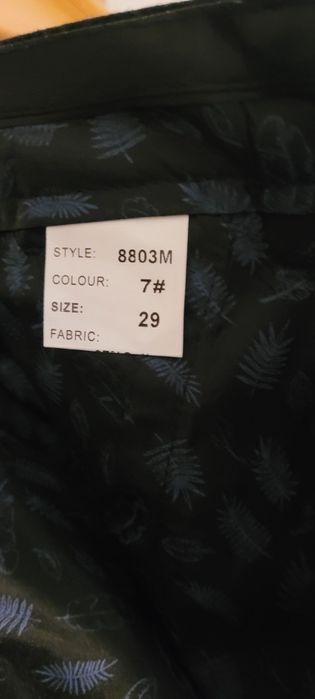 STYLE: 8803M
COLOUR: 7#
SIZE: 29
FABRIC: